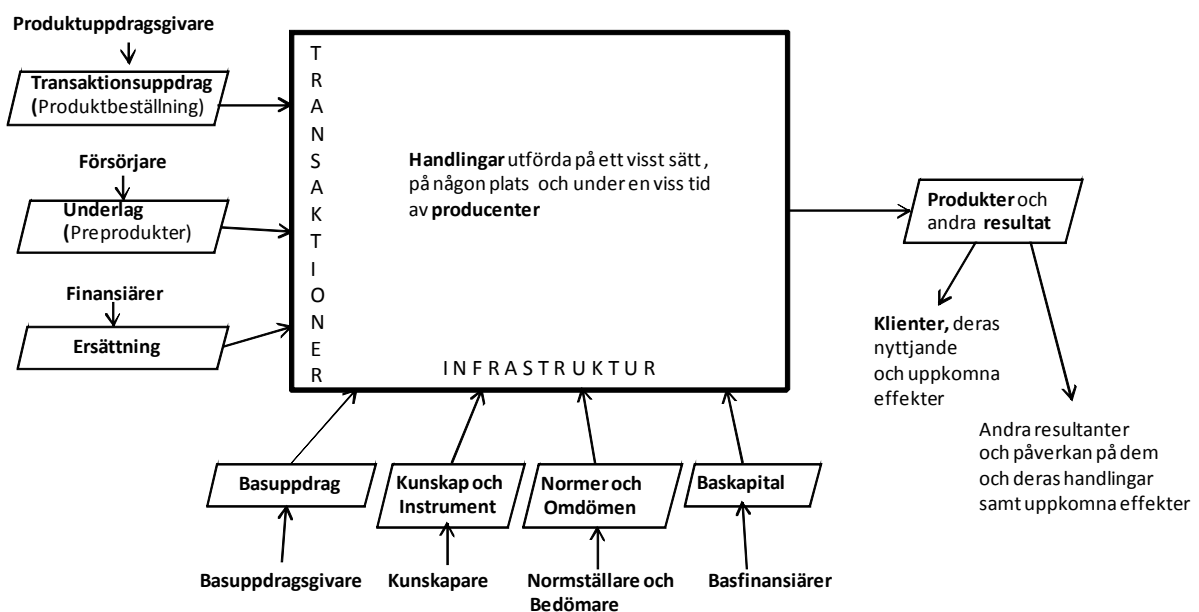 Produktuppdragsgivare
Transaktionsuppdrag
(Produktbeställning)
Försörjare
Underlag
(Preprodukter)
Finansiärer
Ersättning
TRANSAKTIONER
Handlingar utförda på ett visst sätt ,
på någon plats och under en viss tid
av producenter
INFRASTRUKTUR
Produkter och
andra resultat
Klienter, deras
nyttjande
och uppkomna
effekter
Andra resultanter
och påverkan på dem
och deras handlingar
samt uppkomna effekter
Basuppdrag
Kunskap och
Instrument
Normer och
Omdömen
Baskapital
Basuppdragsgivare
Kunskapare
Normställare och
Bedömare
Basfinansiärer